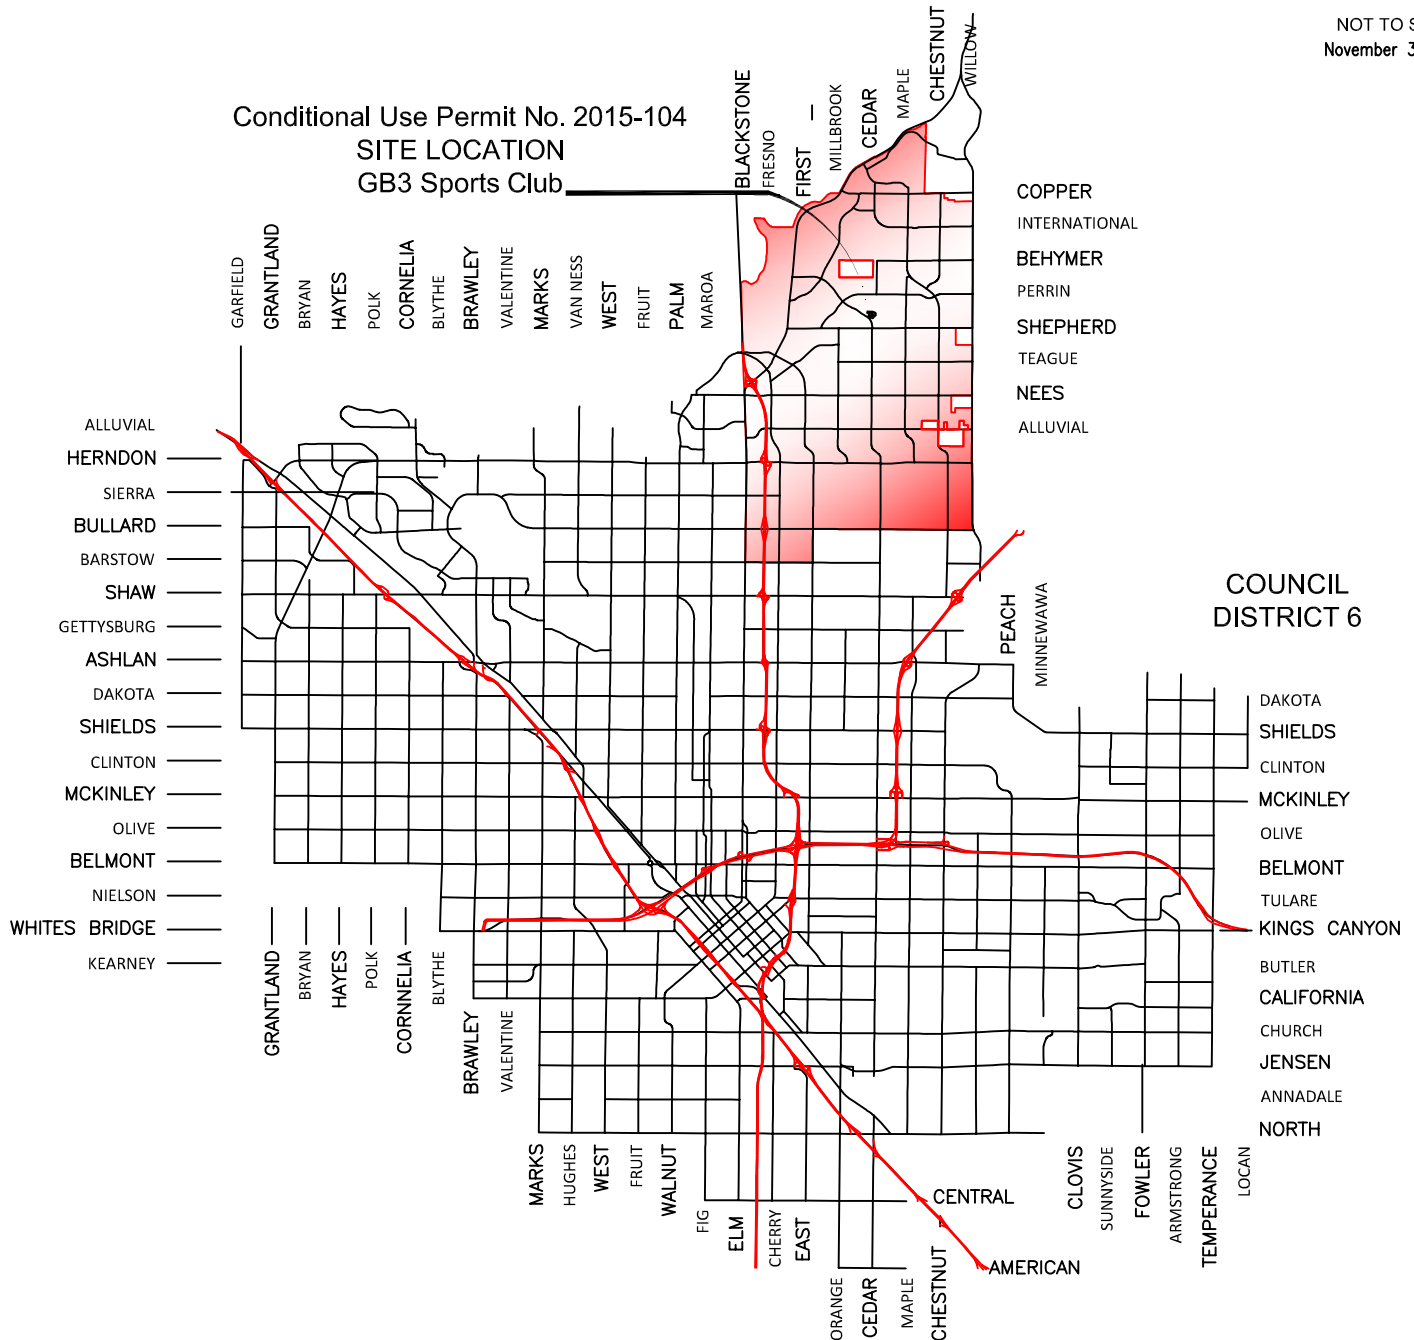 NOT TO S
November 3
Conditional Use Permit No. 2015-104
SITE LOCATION
GB3 Sports Club
BLACKSTONE
FRESNO
FIRST
MILLBROOK
CEDAR
MAPLE
CHESTNUT
WILLOW
GARFIELD
GRANTLAND
BRYAN
HAYES
POLK
CORNELIA
BLYTHE
BRAWLEY
VALENTINE
MARKS
VAN NESS
WEST
FRUIT
PALM
MAROA
COPPER
INTERNATIONAL
BEHYMER
PERRIN
SHEPHERD
TEAGUE
NEES
ALLUVIAL
ALLUVIAL
HERNDON
SIERRA
BULLARD
BARSTOW
SHAW
GETTYSBURG
ASHLAN
DAKOTA
SHIELDS
CLINTON
MCKINLEY
OLIVE
BELMONT
NIELSON
WHITES BRIDGE
KEARNEY
COUNCIL
DISTRICT 6
PEACH
MINNEWAWA
DAKOTA
SHIELDS
CLINTON
MCKINLEY
OLIVE
BELMONT
TULARE
KINGS CANYON
BUTLER
CALIFORNIA
CHURCH
JENSEN
ANNADALE
NORTH
GRANTLAND
BRYAN
HAYES
POLK
CORNELIA
BLYTHE
BRAWLEY
VALENTINE
MARKS
HUGHES
WEST
FRUIT
WALNUT
FIG
ELM
CHERRY
EAST
ORANGE
CEDAR
MAPLE
CHESTNUT
CENTRAL
AMERICAN
CLOVIS
SUNNYSIDE
FOWLER
ARMSTRONG
TEMPERANCE
LOCAN